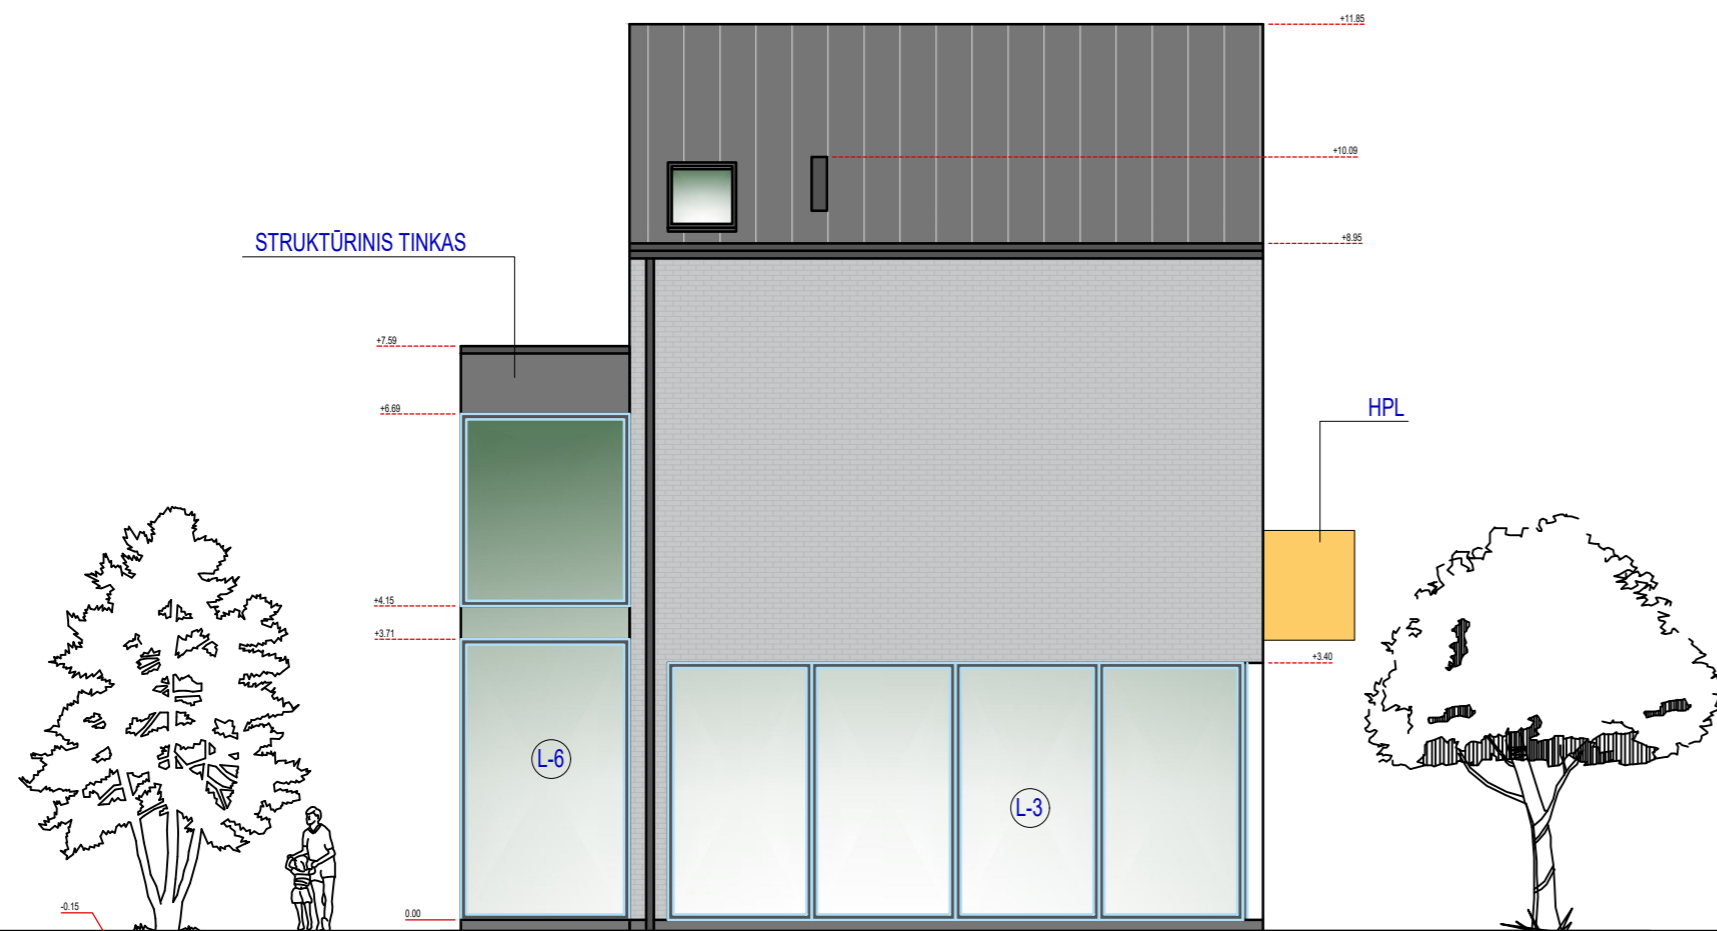 +11.85
+10.09
STRUKTŪRINIS TINKAS
+8.95
+7.59
+6.69
HPL
+4.15
+3.71
+3.40
L-6
L-3
-0.15
0.00